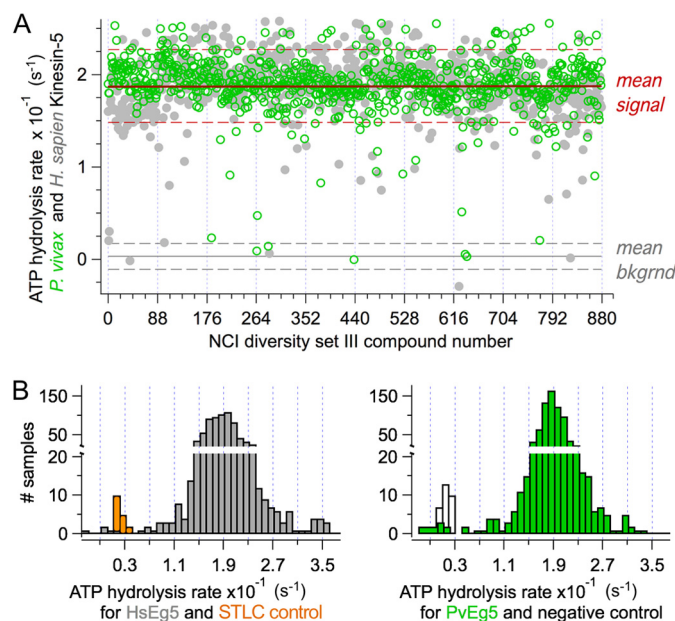 A
ATP hydrolysis rate x 10⁻¹ (s⁻¹)
P. vivax and H. sapien Kinesin-5
2
1
0
mean
signal
mean
bkgrnd
0 88 176 264 352 440 528 616 704 792 880
NCI diversity set III compound number
B
# samples
150
50
20
10
0
0.3 1.1 1.9 2.7 3.5
ATP hydrolysis rate x10⁻¹ (s⁻¹)
for HsEg5 and STLC control
150
50
20
10
0
0.3 1.1 1.9 2.7 3.5
ATP hydrolysis rate x10⁻¹ (s⁻¹)
for PvEg5 and negative control